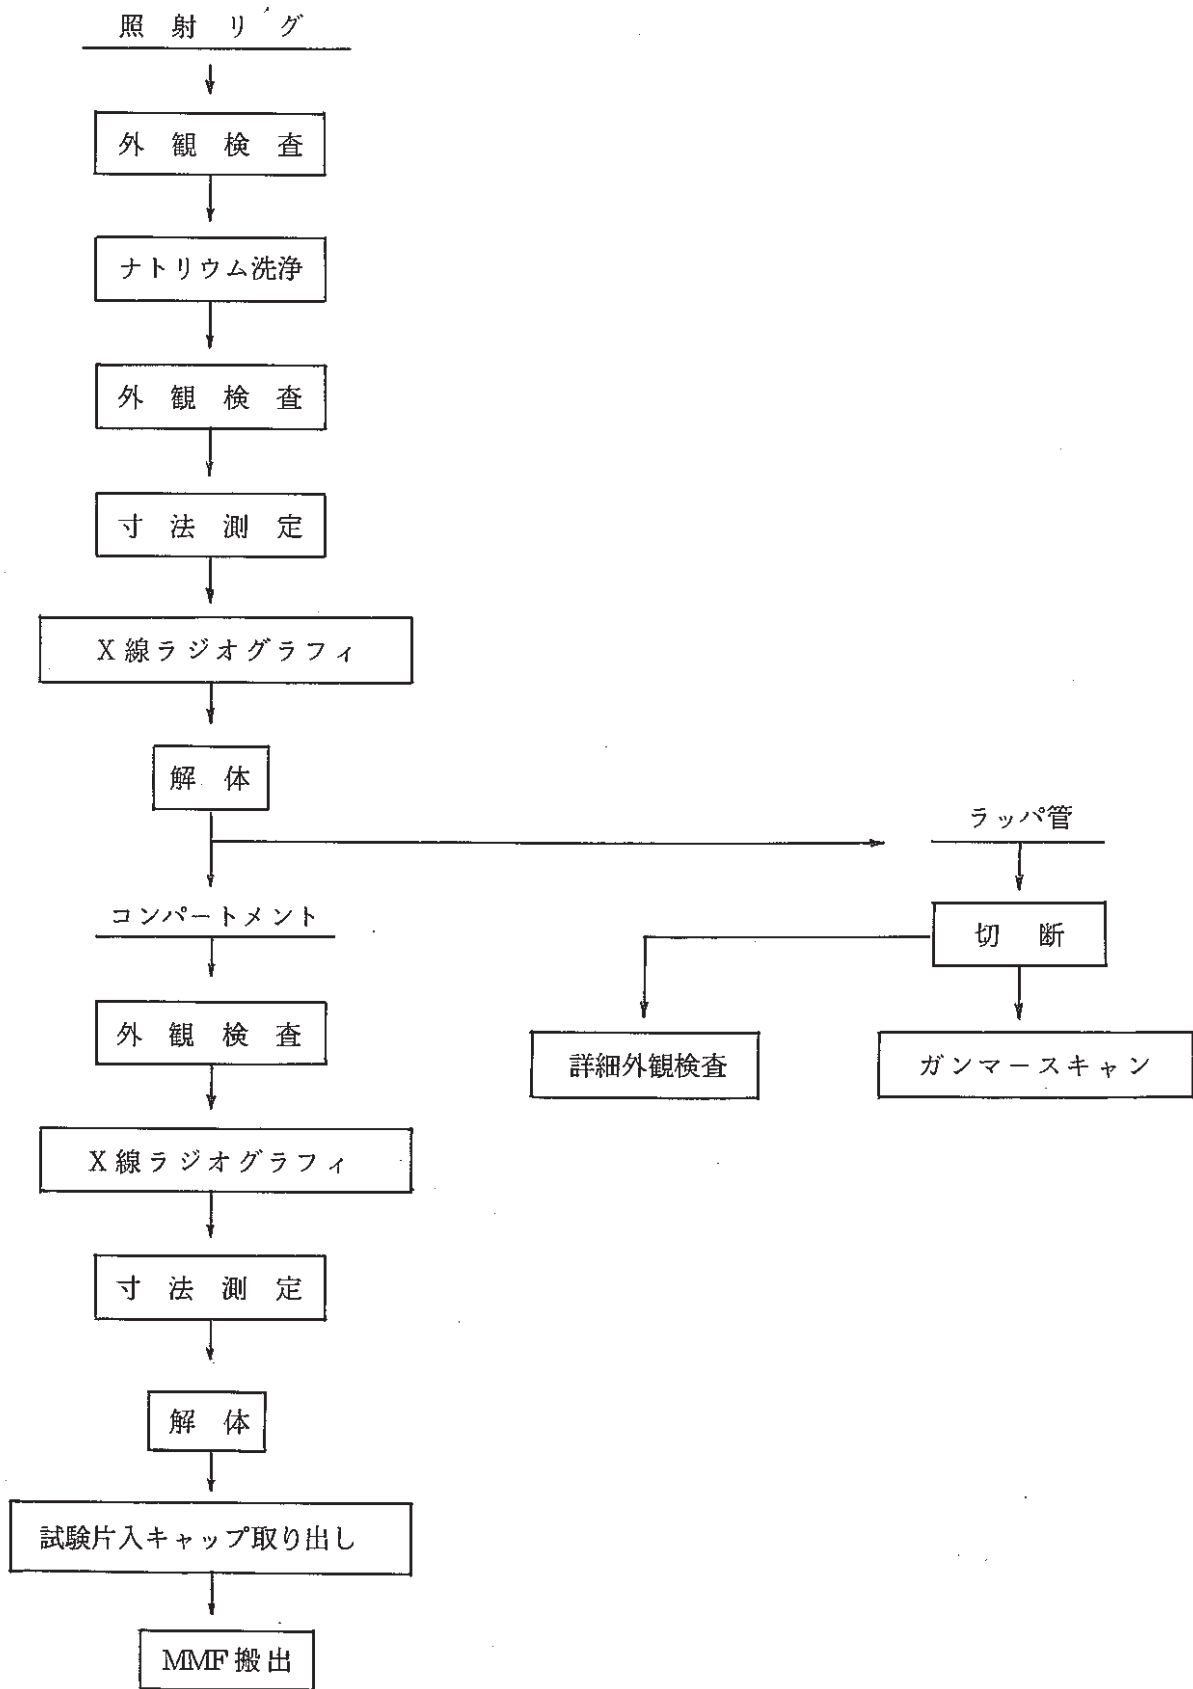 照射リグ
外観検査
ナトリウム洗浄
外観検査
寸法測定
X線ラジオグラフィ
解体
ラッパ管
コンパートメント
切断
外観検査
詳細外観検査
ガンマースキャン
X線ラジオグラフィ
寸法測定
解体
試験片入キャップ取り出し
MMF搬出